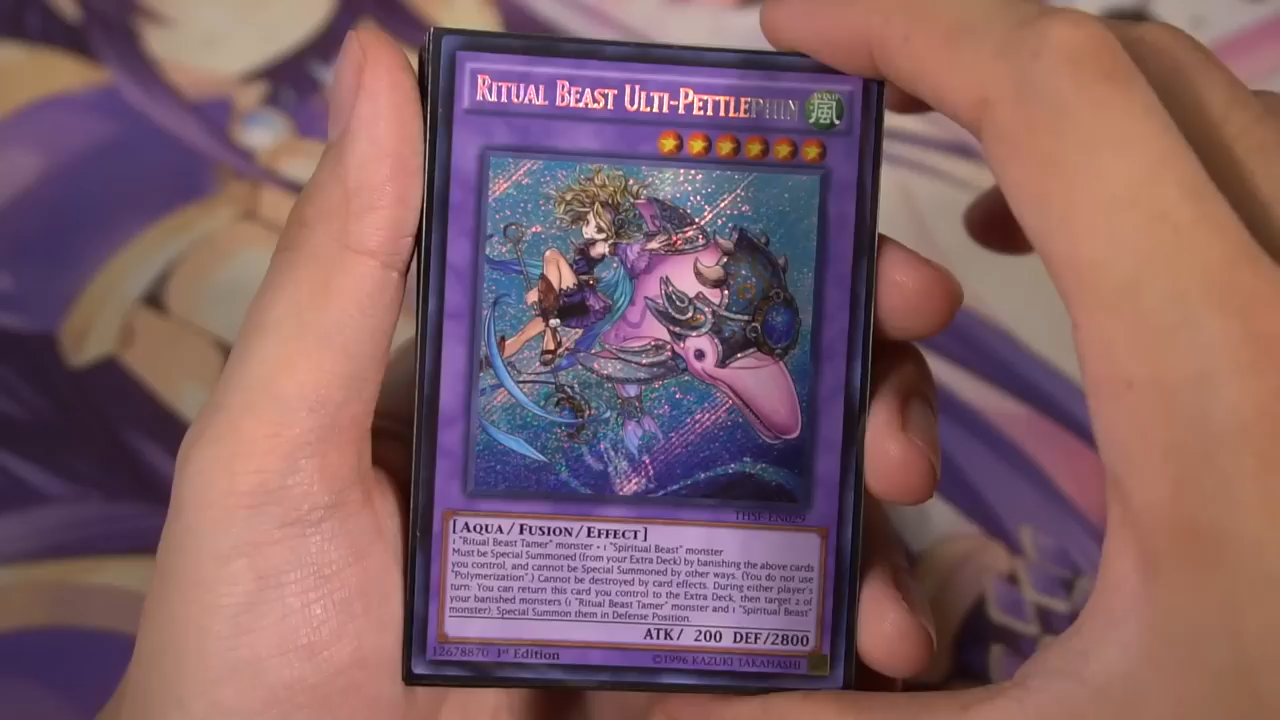 RITUAL BEAST ULTI-PETTLEPHIN
WIND
風
THSF-EN029
[AQUA/FUSION/EFFECT]
1 "Ritual Beast Tamer" monster + 1 "Spiritual Beast" monster
Must be Special Summoned (from your Extra Deck) by banishing the above cards
you control, and cannot be Special Summoned by other ways. (You do not use
"Polymerization".) Cannot be destroyed by card effects. During either player's
turn: You can return this card you control to the Extra Deck, then target 2 of
your banished monsters (1 "Ritual Beast Tamer" monster and 1 "Spiritual Beast"
monster); Special Summon them in Defense Position.
ATK/ 200 DEF/2800
12678870 1st Edition ©1996 KAZUKI TAKAHASHI